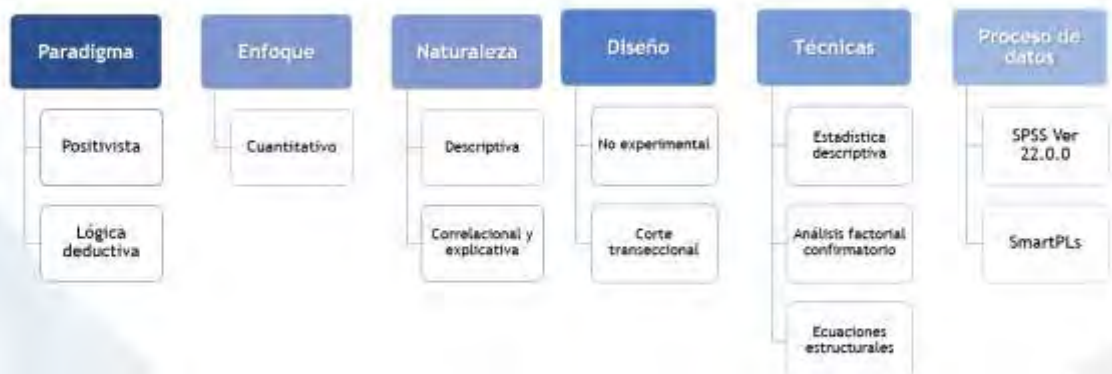 Paradigma
Positivista
Lógica
deductiva
Enfoque
Cuantitativo
Naturaleza
Descriptiva
Correlacional y
explicativa
Diseño
No experimental
Corte
transeccional
Técnicas
Estadística
descriptiva
Análisis factorial
confirmatorio
Ecuaciones
estructurales
Proceso de
datos
SPSS Ver
22.0.0
SmartPLs